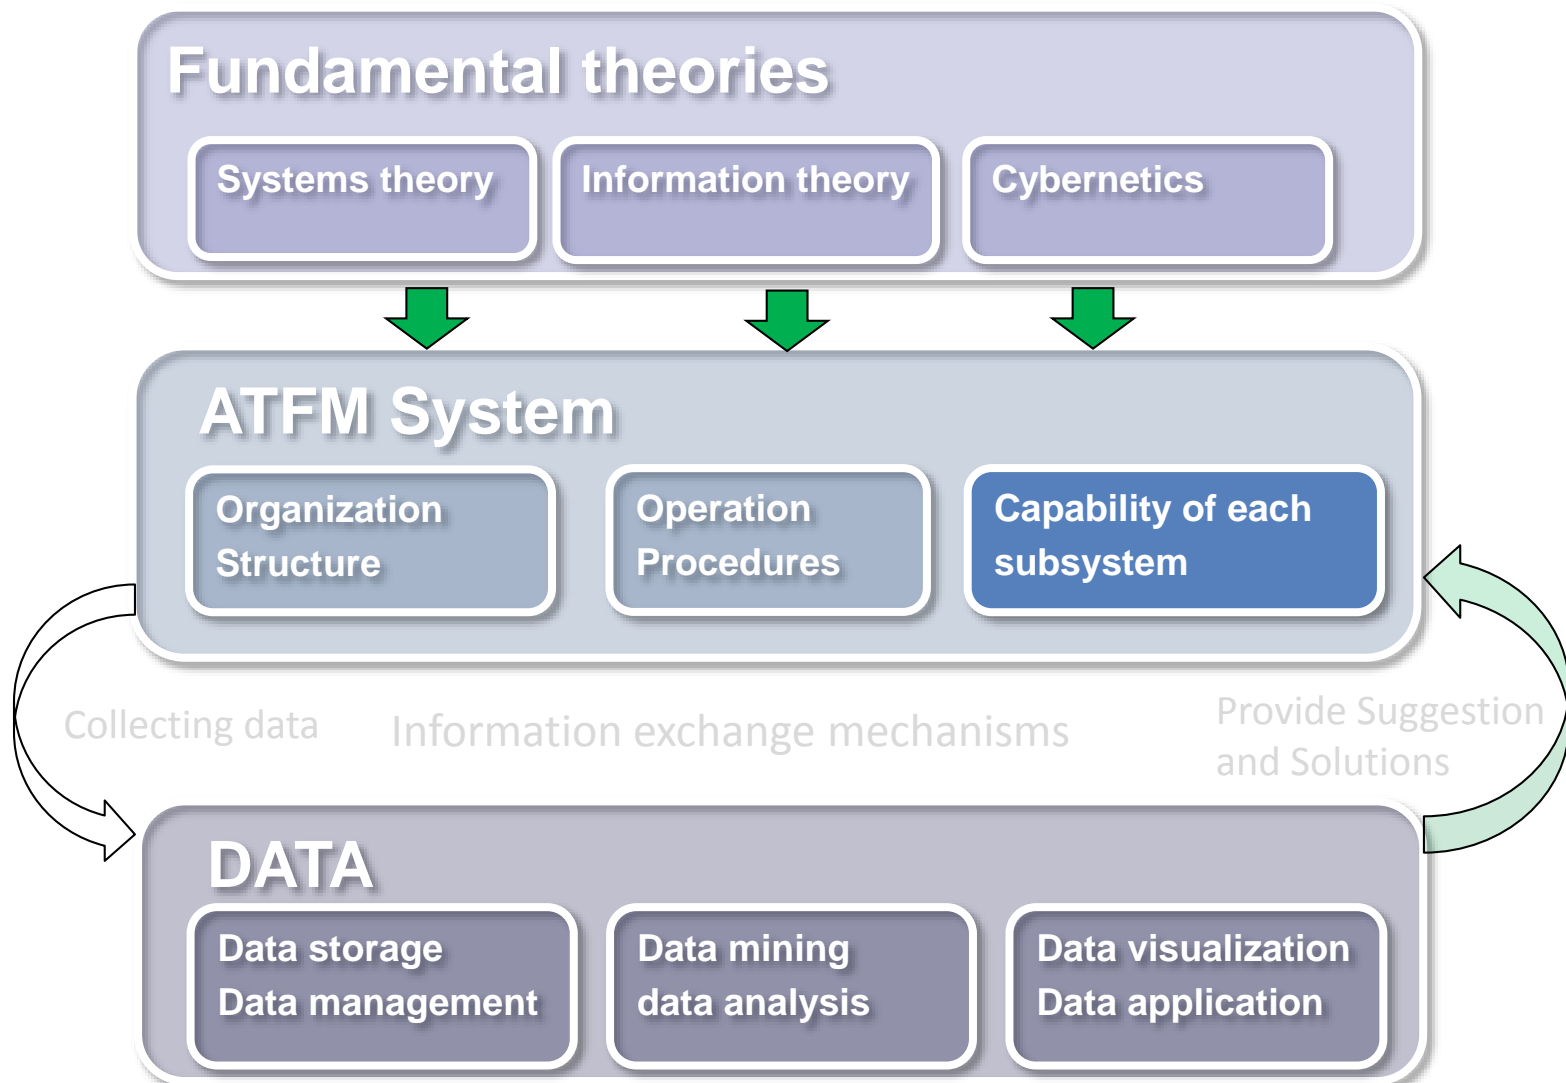 Fundamental theories
Systems theory
Information theory
Cybernetics
ATFM System
Organization
Structure
Operation
Procedures
Capability of each
subsystem
Collecting data
Information exchange mechanisms
Provide Suggestion
and Solutions
DATA
Data storage
Data management
Data mining
data analysis
Data visualization
Data application